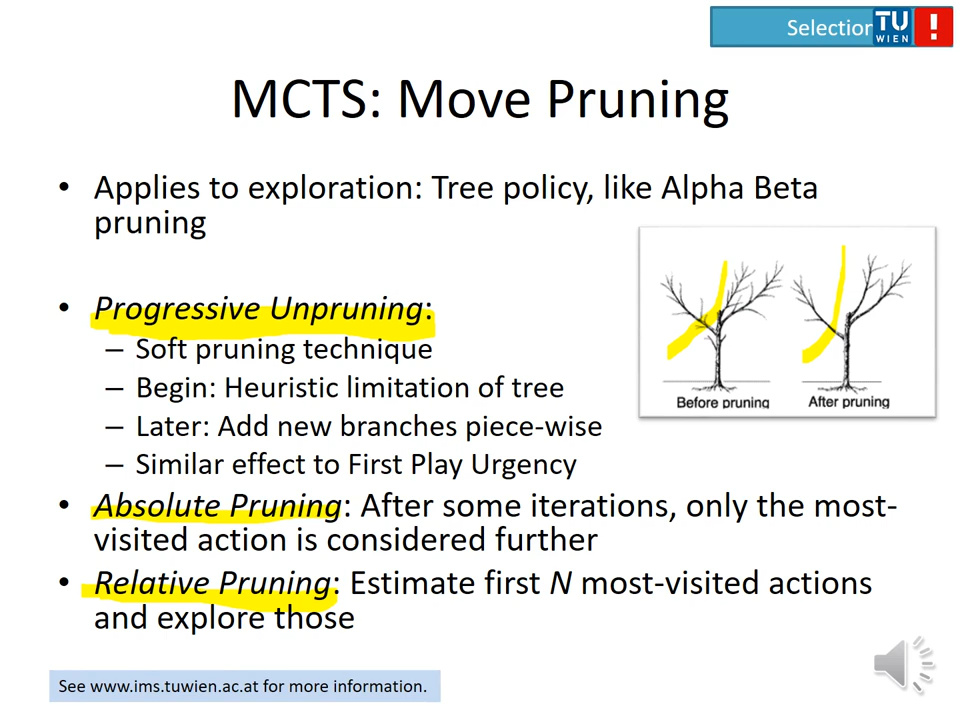 Selection
TU
WIEN
!
MCTS: Move Pruning
• Applies to exploration: Tree policy, like Alpha Beta
pruning
• Progressive Unpruning:
– Soft pruning technique
– Begin: Heuristic limitation of tree
– Later: Add new branches piece-wise
– Similar effect to First Play Urgency
Before pruning
After pruning
• Absolute Pruning: After some iterations, only the most-
visited action is considered further
• Relative Pruning: Estimate first N most-visited actions
and explore those
See www.ims.tuwien.ac.at for more information.